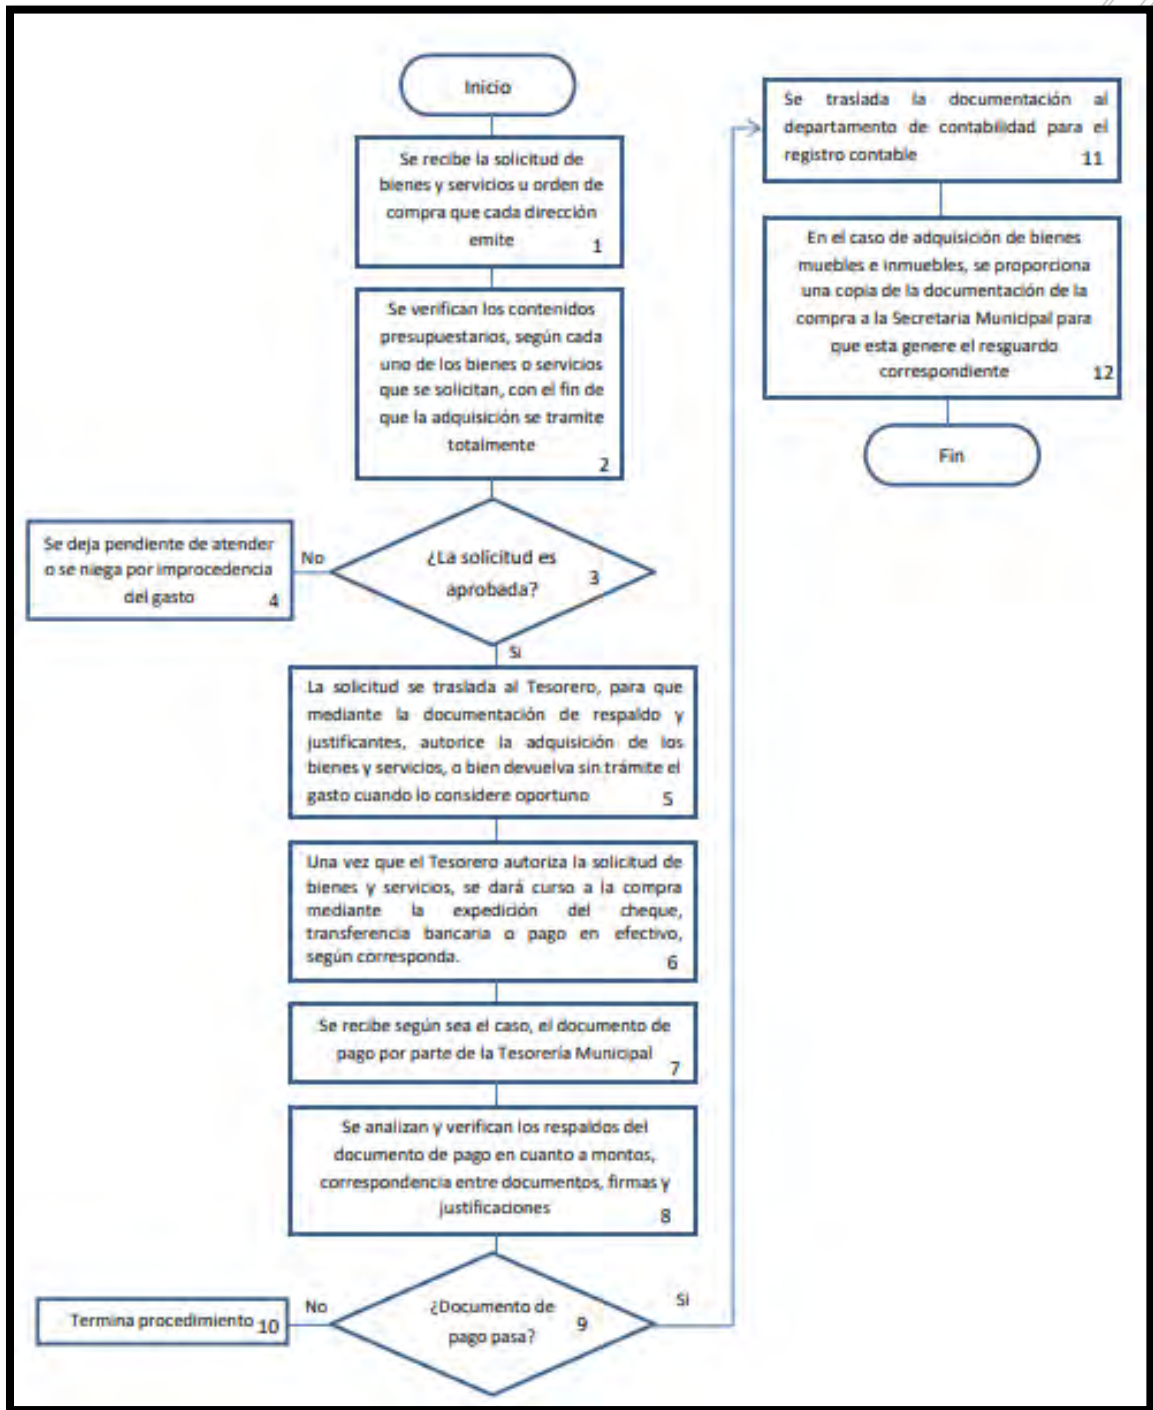 Inicio
Se recibe la solicitud de
bienes y servicios u orden de
compra que cada dirección
emite 1
Se verifican los contenidos
presupuestarios, según cada
uno de los bienes o servicios
que se solicitan, con el fin de
que la adquisición se tramite
totalmente
2
¿La solicitud es
aprobada? 3
No
Se deja pendiente de atender
o se niega por improcedencia
del gasto 4
Si
La solicitud se traslada al Tesorero, para que
mediante la documentación de respaldo y
justificantes, autorice la adquisición de los
bienes y servicios, o bien devuelva sin trámite el
gasto cuando lo considere oportuno 5
Una vez que el Tesorero autoriza la solicitud de
bienes y servicios, se dará curso a la compra
mediante la expedición del cheque,
transferencia bancaria o pago en efectivo,
según corresponda. 6
Se recibe según sea el caso, el documento de
pago por parte de la Tesorería Municipal
7
Se analizan y verifican los respaldos del
documento de pago en cuanto a montos,
correspondencia entre documentos, firmas y
justificaciones 8
¿Documento de
pago pasa? 9
No
Termina procedimiento 10
Si
Se traslada la documentación al
departamento de contabilidad para el
registro contable 11
En el caso de adquisición de bienes
muebles e inmuebles, se proporciona
una copia de la documentación de la
compra a la Secretaria Municipal para
que esta genere el resguardo
correspondiente 12
Fin